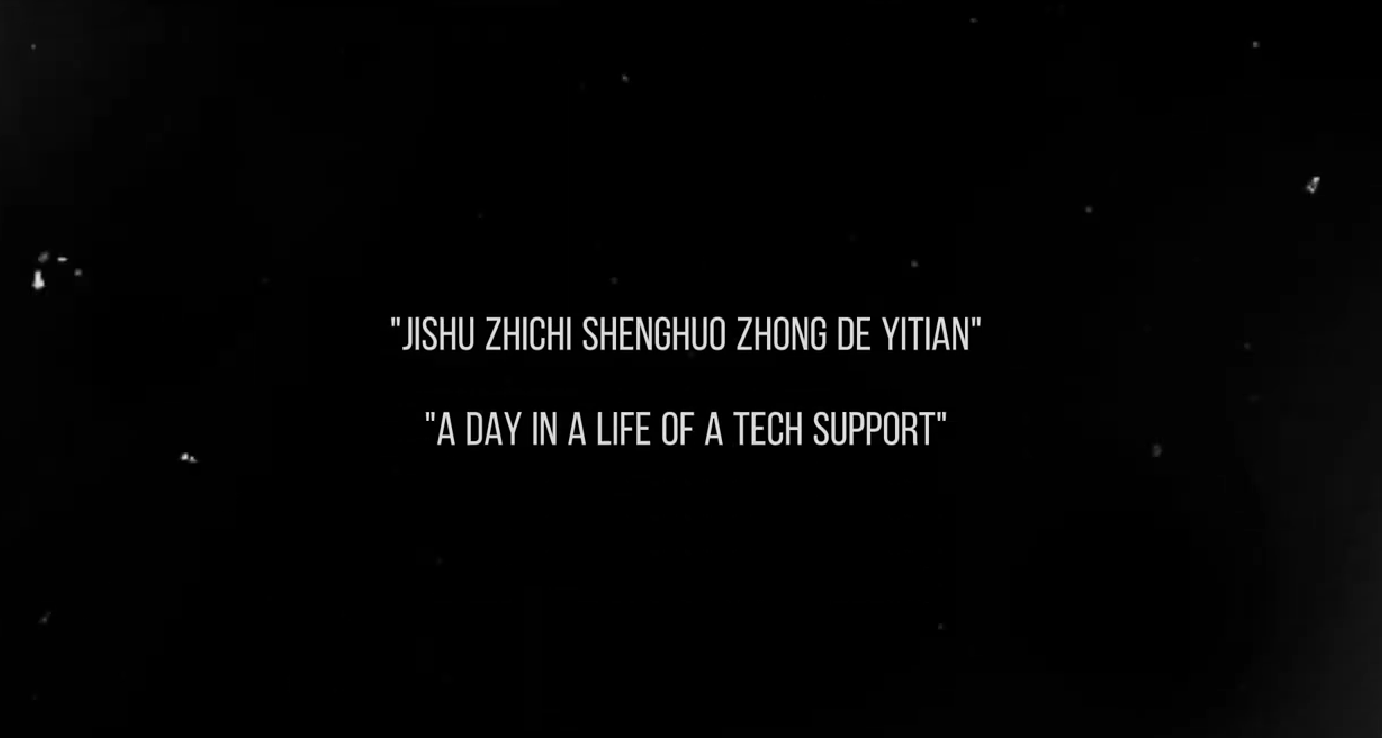 "JISHU ZHICHI SHENGHUO ZHONG DE YITIAN"
"A DAY IN A LIFE OF A TECH SUPPORT"